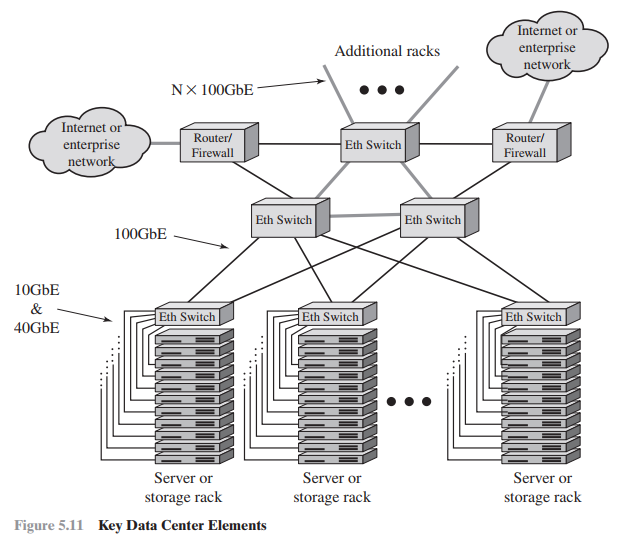 Internet or
enterprise
network
Additional racks
N × 100GbE
Internet or
enterprise
network
Router/
Firewall
Eth Switch
Router/
Firewall
Eth Switch
Eth Switch
100GbE
10GbE
&
40GbE
Eth Switch
Eth Switch
Eth Switch
Server or
storage rack
Server or
storage rack
Server or
storage rack
Figure 5.11 Key Data Center Elements